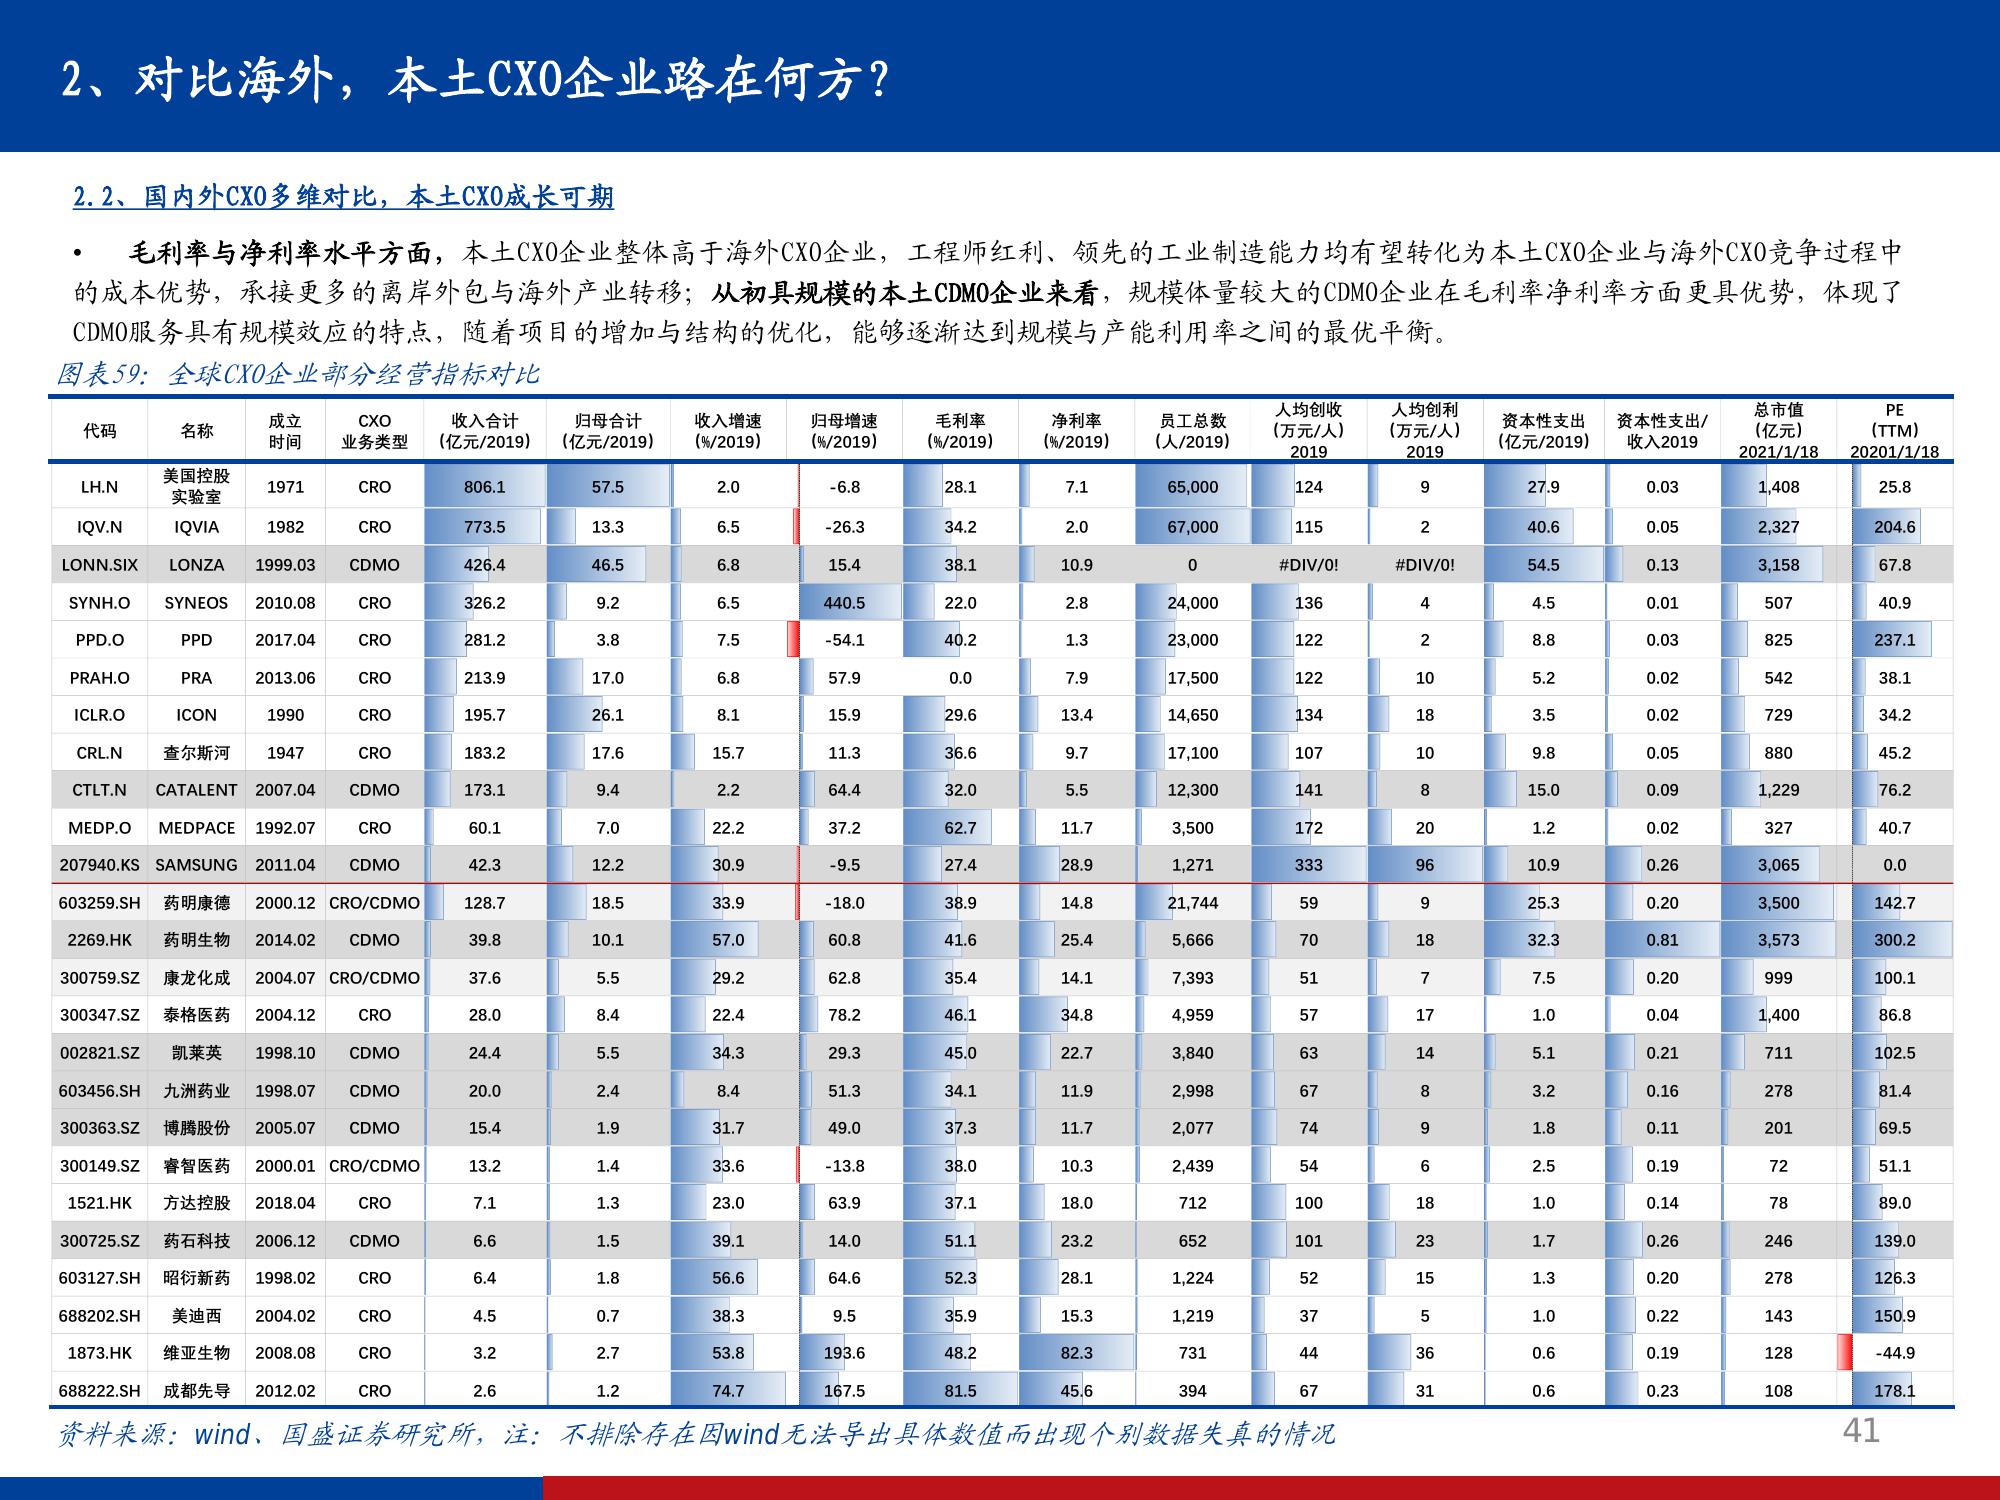 2、对比海外，本土CXO企业路在何方？
2.2、国内外CXO多维对比，本土CXO成长可期
• 毛利率与净利率水平方面，本土CXO企业整体高于海外CXO企业，工程师红利、领先的工业制造能力均有望转化为本土CXO企业与海外CXO竞争过程中
的成本优势，承接更多的离岸外包与海外产业转移；从初具规模的本土CDMO企业来看，规模体量较大的CDMO企业在毛利率净利率方面更具优势，体现了
CDMO服务具有规模效应的特点，随着项目的增加与结构的优化，能够逐渐达到规模与产能利用率之间的最优平衡。
图表59：全球CXO企业部分经营指标对比
代码 名称 成立时间 CXO业务类型 收入合计(亿元/2019) 归母合计(亿元/2019) 收入增速(%/2019) 归母增速(%/2019) 毛利率(%/2019) 净利率(%/2019) 员工总数(人/2019) 人均创收(万元/人)2019 人均创利(万元/人)2019 资本性支出(亿元/2019) 资本性支出/收入2019 总市值(亿元)2021/1/18 PE(TTM)20201/1/18
LH.N 美国控股实验室 1971 CRO 806.1 57.5 2.0 -6.8 28.1 7.1 65,000 124 9 27.9 0.03 1,408 25.8
IQV.N IQVIA 1982 CRO 773.5 13.3 6.5 -26.3 34.2 2.0 67,000 115 2 40.6 0.05 2,327 204.6
LONN.SIX LONZA 1999.03 CDMO 426.4 46.5 6.8 15.4 38.1 10.9 0 #DIV/0! #DIV/0! 54.5 0.13 3,158 67.8
SYNH.O SYNEOS 2010.08 CRO 326.2 9.2 6.5 440.5 22.0 2.8 24,000 136 4 4.5 0.01 507 40.9
PPD.O PPD 2017.04 CRO 281.2 3.8 7.5 -54.1 40.2 1.3 23,000 122 2 8.8 0.03 825 237.1
PRAH.O PRA 2013.06 CRO 213.9 17.0 6.8 57.9 0.0 7.9 17,500 122 10 5.2 0.02 542 38.1
ICLR.O ICON 1990 CRO 195.7 26.1 8.1 15.9 29.6 13.4 14,650 134 18 3.5 0.02 729 34.2
CRL.N 查尔斯河 1947 CRO 183.2 17.6 15.7 11.3 36.6 9.7 17,100 107 10 9.8 0.05 880 45.2
CTLT.N CATALENT 2007.04 CDMO 173.1 9.4 2.2 64.4 32.0 5.5 12,300 141 8 15.0 0.09 1,229 76.2
MEDP.O MEDPACE 1992.07 CRO 60.1 7.0 22.2 37.2 62.7 11.7 3,500 172 20 1.2 0.02 327 40.7
207940.KS SAMSUNG 2011.04 CDMO 42.3 12.2 30.9 -9.5 27.4 28.9 1,271 333 96 10.9 0.26 3,065 0.0
603259.SH 药明康德 2000.12 CRO/CDMO 128.7 18.5 33.9 -18.0 38.9 14.8 21,744 59 9 25.3 0.20 3,500 142.7
2269.HK 药明生物 2014.02 CDMO 39.8 10.1 57.0 60.8 41.6 25.4 5,666 70 18 32.3 0.81 3,573 300.2
300759.SZ 康龙化成 2004.07 CRO/CDMO 37.6 5.5 29.2 62.8 35.4 14.1 7,393 51 7 7.5 0.20 999 100.1
300347.SZ 泰格医药 2004.12 CRO 28.0 8.4 22.4 78.2 46.1 34.8 4,959 57 17 1.0 0.04 1,400 86.8
002821.SZ 凯莱英 1998.10 CDMO 24.4 5.5 34.3 29.3 45.0 22.7 3,840 63 14 5.1 0.21 711 102.5
603456.SH 九洲药业 1998.07 CDMO 20.0 2.4 8.4 51.3 34.1 11.9 2,998 67 8 3.2 0.16 278 81.4
300363.SZ 博腾股份 2005.07 CDMO 15.4 1.9 31.7 49.0 37.3 11.7 2,077 74 9 1.8 0.11 201 69.5
300149.SZ 睿智医药 2000.01 CRO/CDMO 13.2 1.4 33.6 -13.8 38.0 10.3 2,439 54 6 2.5 0.19 72 51.1
1521.HK 方达控股 2018.04 CRO 7.1 1.3 23.0 63.9 37.1 18.0 712 100 18 1.0 0.14 78 89.0
300725.SZ 药石科技 2006.12 CDMO 6.6 1.5 39.1 14.0 51.1 23.2 652 101 23 1.7 0.26 246 139.0
603127.SH 昭衍新药 1998.02 CRO 6.4 1.8 56.6 64.6 52.3 28.1 1,224 52 15 1.3 0.20 278 126.3
688202.SH 美迪西 2004.02 CRO 4.5 0.7 38.3 9.5 35.9 15.3 1,219 37 5 1.0 0.22 143 150.9
1873.HK 维亚生物 2008.08 CRO 3.2 2.7 53.8 193.6 48.2 82.3 731 44 36 0.6 0.19 128 -44.9
688222.SH 成都先导 2012.02 CRO 2.6 1.2 74.7 167.5 81.5 45.6 394 67 31 0.6 0.23 108 178.1
资料来源：wind、国盛证券研究所，注：不排除存在因wind无法导出具体数值而出现个别数据失真的情况
41